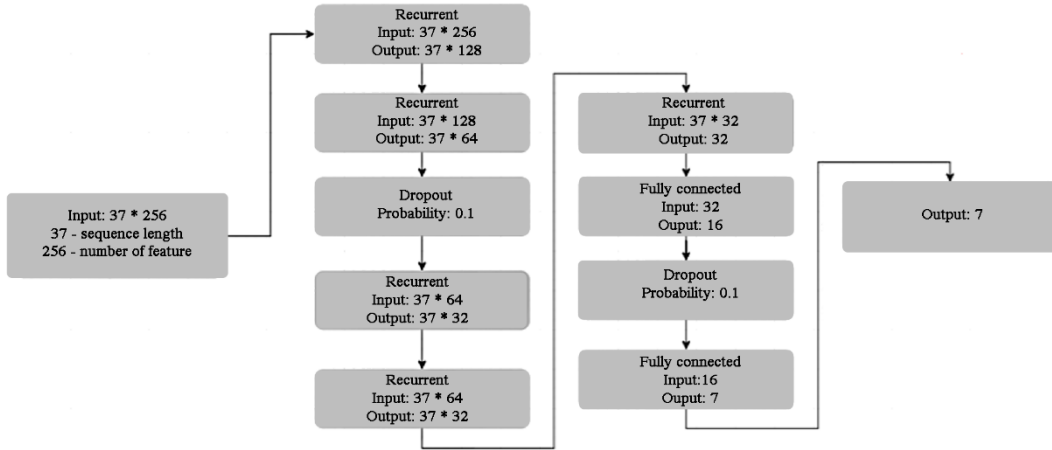 Input: 37 * 256
37 - sequence length
256 - number of feature
Recurrent
Input: 37 * 256
Output: 37 * 128
Recurrent
Input: 37 * 128
Output: 37 * 64
Dropout
Probability: 0.1
Recurrent
Input: 37 * 64
Output: 37 * 32
Recurrent
Input: 37 * 64
Output: 37 * 32
Recurrent
Input: 37 * 32
Output: 32
Fully connected
Input: 32
Ouput: 16
Dropout
Probability: 0.1
Fully connected
Input:16
Ouput: 7
Output: 7